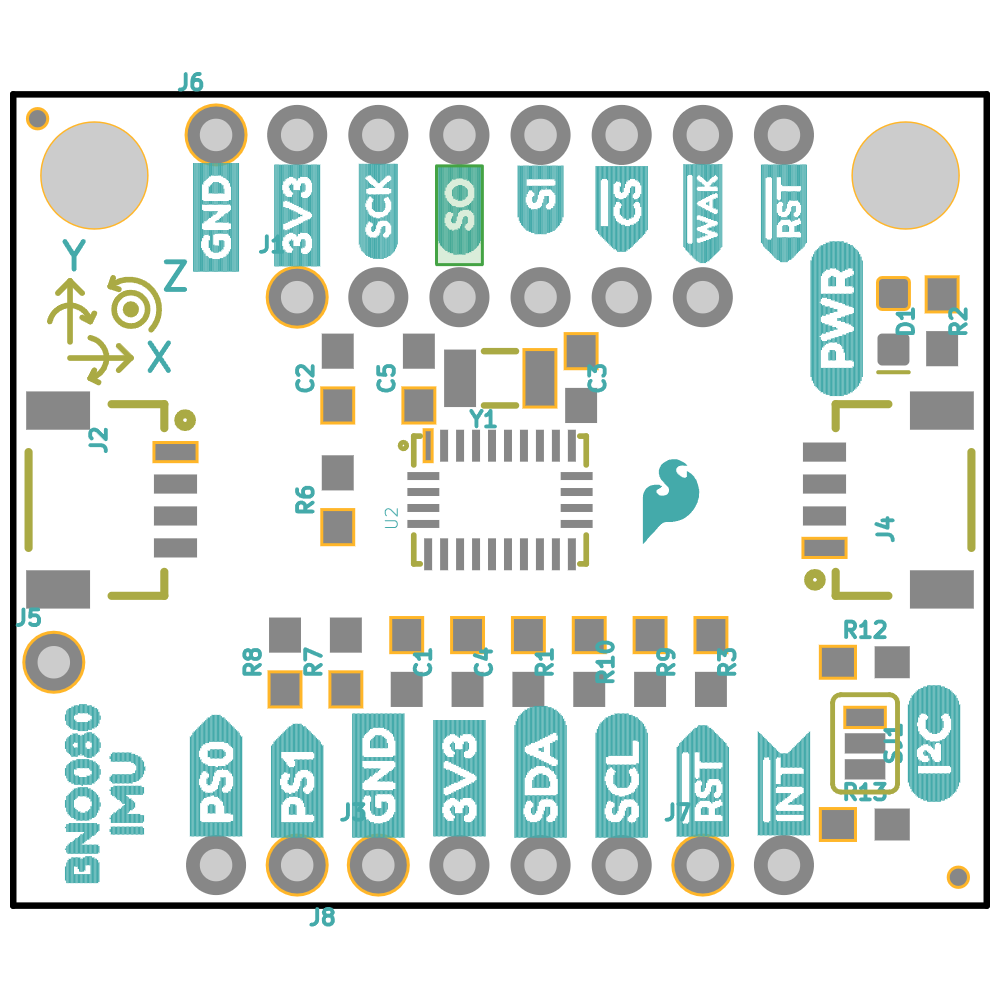 J6
GND
3V3
SCK
SO
SI
CS
WAK
RST
J1
Y
Z
X
PWR
D1
R2
C2
C5
C3
Y1
J2
R6
U2
J4
J5
R8
R7
C1
C4
R1
R10
R9
R3
R12
PS0
PS1
GND
3V3
SDA
SCL
RST
INT
SJ1
I²C
BNO080
IMU
J3
J7
R13
J8